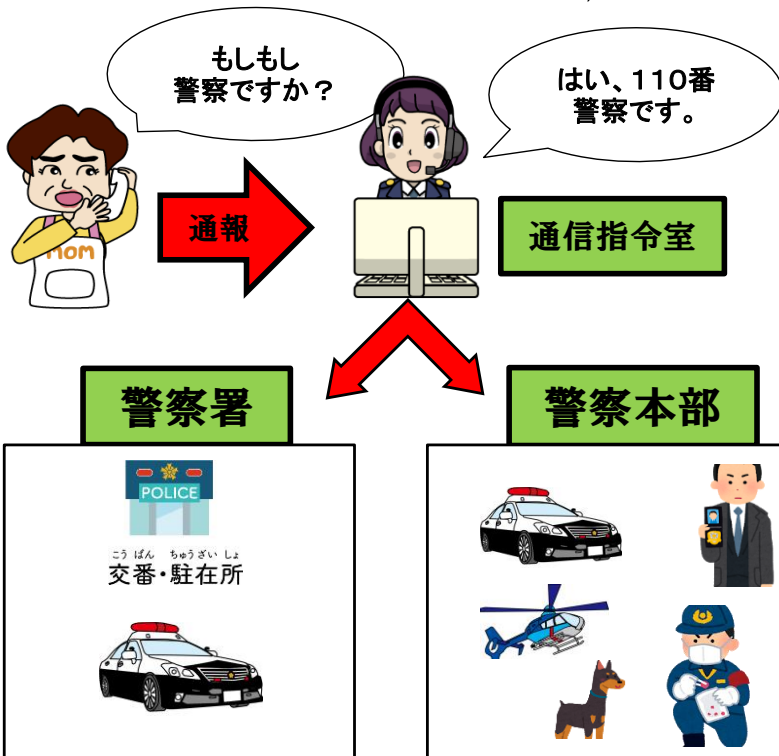 もしもし
警察ですか？
はい、１１０番
警察です。
mom
通報
通信指令室
警察署
警察本部
POLICE
こうばん ちゅうざいしょ
交番・駐在所